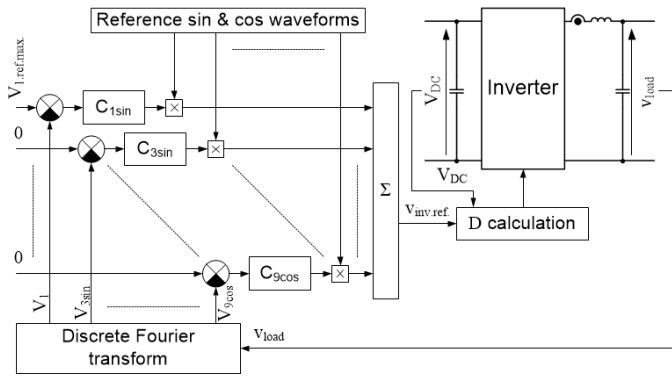 Reference sin & cos waveforms
V1.ref.max.
C1sin
×
0
C3sin
×
0
C9cos
×
Σ
V1
V3sin
V9cos
Discrete Fourier
transform
vload
vinv.ref.
D calculation
VDC
VDC
Inverter
vload